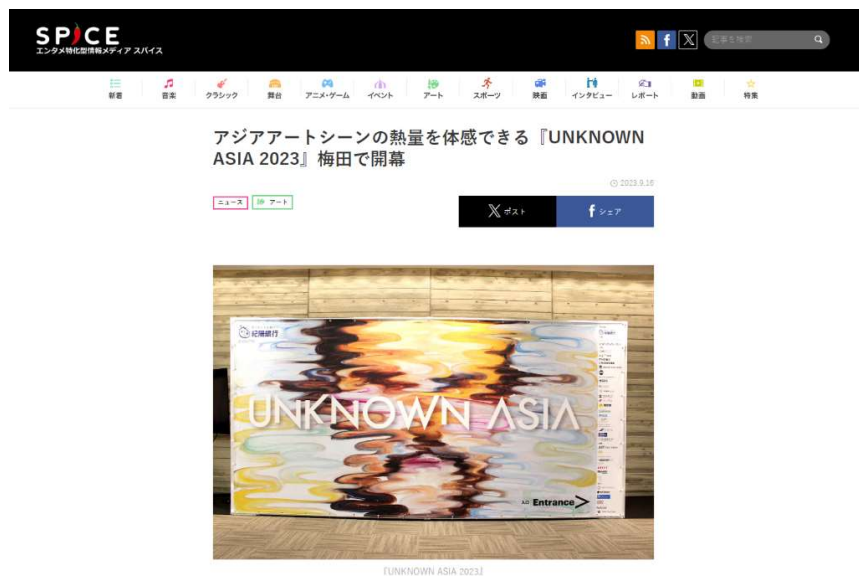 SPICE
エンタメ特化型情報メディア スパイス
記事を検索
新着
音楽
クラシック
舞台
アニメ・ゲーム
イベント
アート
スポーツ
映画
インタビュー
レポート
動画
特集
アジアアートシーンの熱量を体感できる『UNKNOWN
ASIA 2023』梅田で開幕
2023.9.16
ニュース
アート
ポスト
シェア
紀陽銀行
UNKNOWN ASIA
Entrance
『UNKNOWN ASIA 2023』